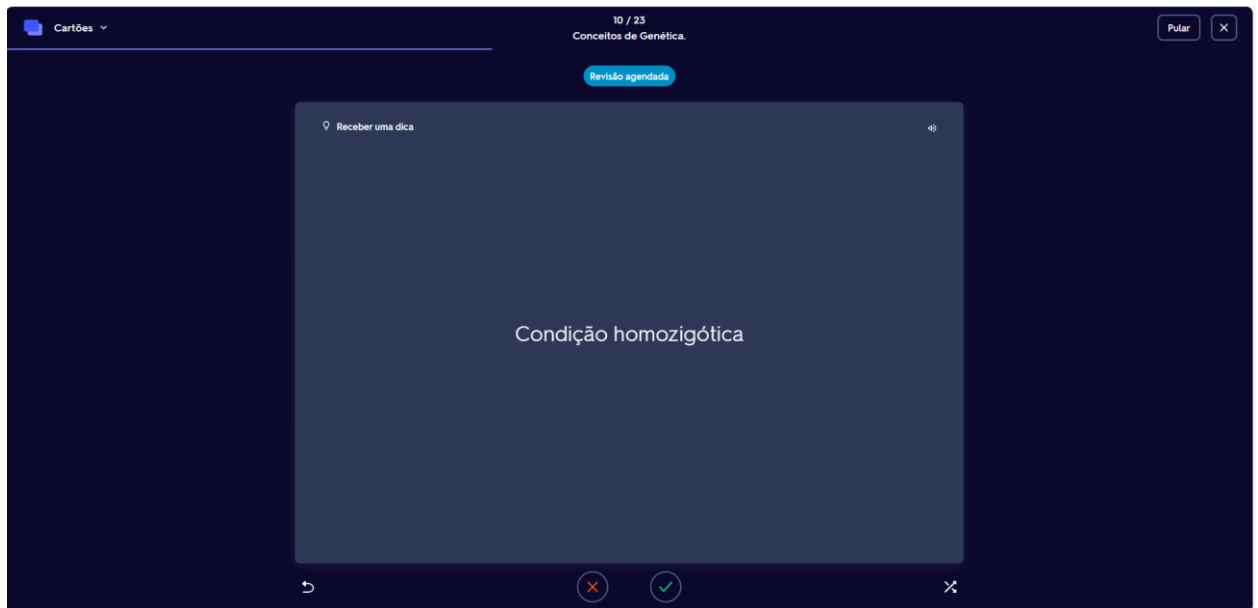 Cartões
10 / 23
Conceitos de Genética.
Pular
Revisão agendada
Receber uma dica
Condição homozigótica